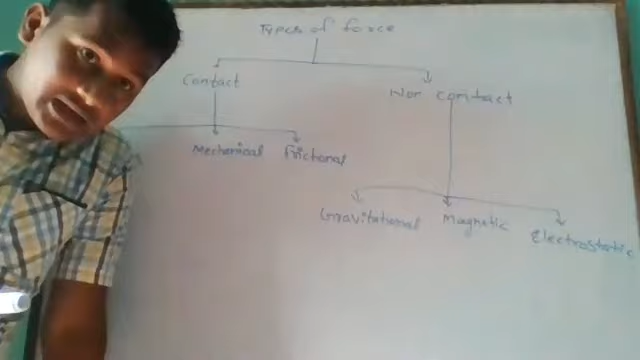 Types of force
Contact
Non contact
Mechanical frictional
Gravitational Magnetic Electrostatic